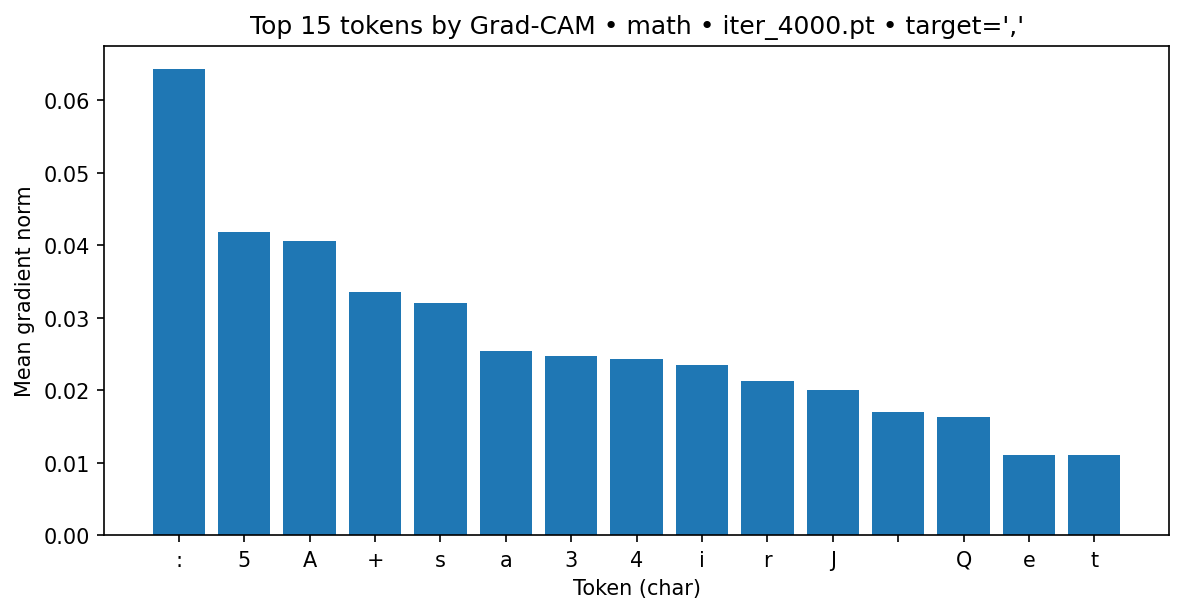 Top 15 tokens by Grad-CAM • math • iter_4000.pt • target=','
Mean gradient norm
0.06
0.05
0.04
0.03
0.02
0.01
0.00
: 5 A + s a 3 4 i r J Q e t
Token (char)